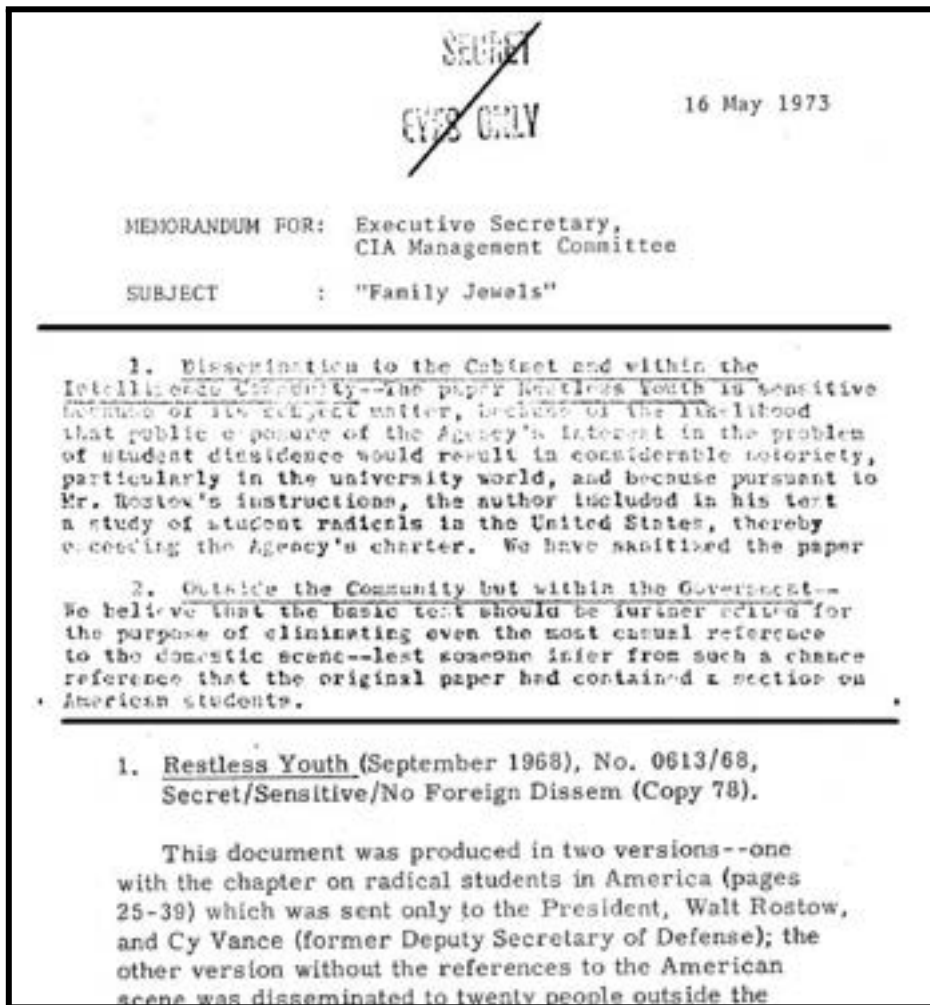 SECRET
EYES ONLY
16 May 1973
MEMORANDUM FOR: Executive Secretary,
CIA Management Committee
SUBJECT : "Family Jewels"
1. Dissemination to the Cabinet and within the
Intelligence Community--The paper Restless Youth is sensitive
because of its subject matter, because of the likelihood
that public exposure of the Agency's interest in the problem
of student dissidence would result in considerable notoriety,
particularly in the university world, and because pursuant to
Mr. Rostow's instructions, the author included in his text
a study of student radicals in the United States, thereby
exceeding the Agency's charter. We have sanitized the paper
2. Outside the Community but within the Government--
We believe that the basic text should be further edited for
the purpose of eliminating even the most casual reference
to the domestic scene--lest someone infer from such a chance
reference that the original paper had contained a section on
American students.
1. Restless Youth (September 1968), No. 0613/68,
Secret/Sensitive/No Foreign Dissem (Copy 78).
This document was produced in two versions--one
with the chapter on radical students in America (pages
25-39) which was sent only to the President, Walt Rostow,
and Cy Vance (former Deputy Secretary of Defense); the
other version without the references to the American
scene was disseminated to twenty people outside the